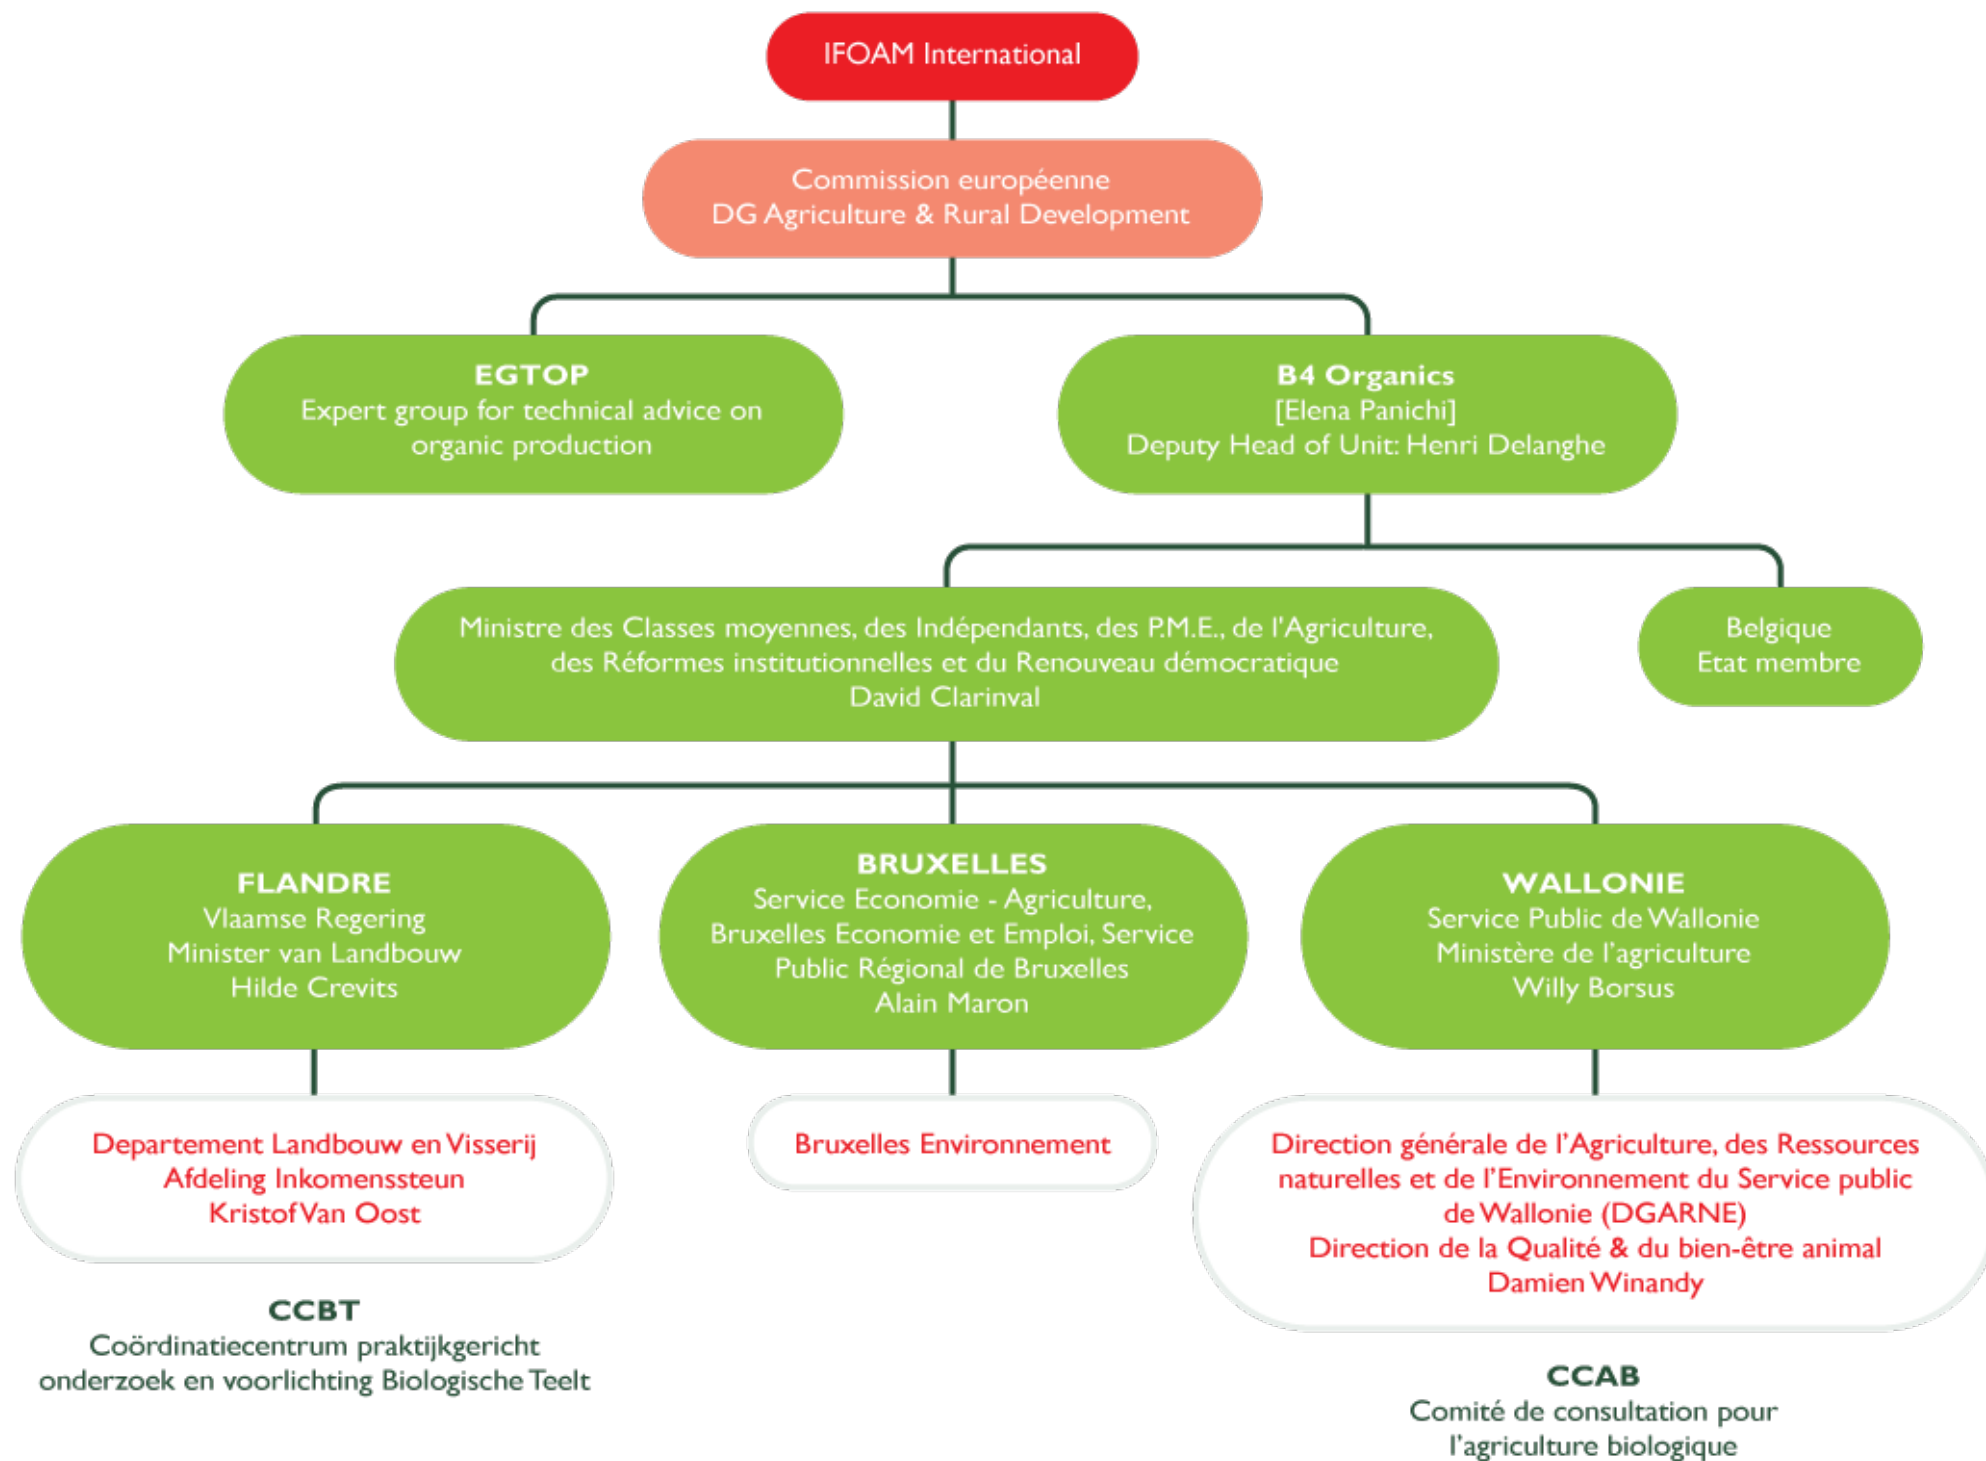 IFOAM International
Commission européenne
DG Agriculture & Rural Development
EGTOP
Expert group for technical advice on
organic production
B4 Organics
[Elena Panichi]
Deputy Head of Unit: Henri Delanghe
Ministre des Classes moyennes, des Indépendants, des P.M.E., de l'Agriculture,
des Réformes institutionnelles et du Renouveau démocratique
David Clarinval
Belgique
Etat membre
FLANDRE
Vlaamse Regering
Minister van Landbouw
Hilde Crevits
BRUXELLES
Service Economie - Agriculture,
Bruxelles Economie et Emploi, Service
Public Régional de Bruxelles
Alain Maron
WALLONIE
Service Public de Wallonie
Ministère de l'agriculture
Willy Borsus
Departement Landbouw en Visserij
Afdeling Inkomenssteun
Kristof Van Oost
Bruxelles Environnement
Direction générale de l'Agriculture, des Ressources
naturelles et de l'Environnement du Service public
de Wallonie (DGARNE)
Direction de la Qualité & du bien-être animal
Damien Winandy
CCBT
Coördinatiecentrum praktijkgericht
onderzoek en voorlichting Biologische Teelt
CCAB
Comité de consultation pour
l'agriculture biologique